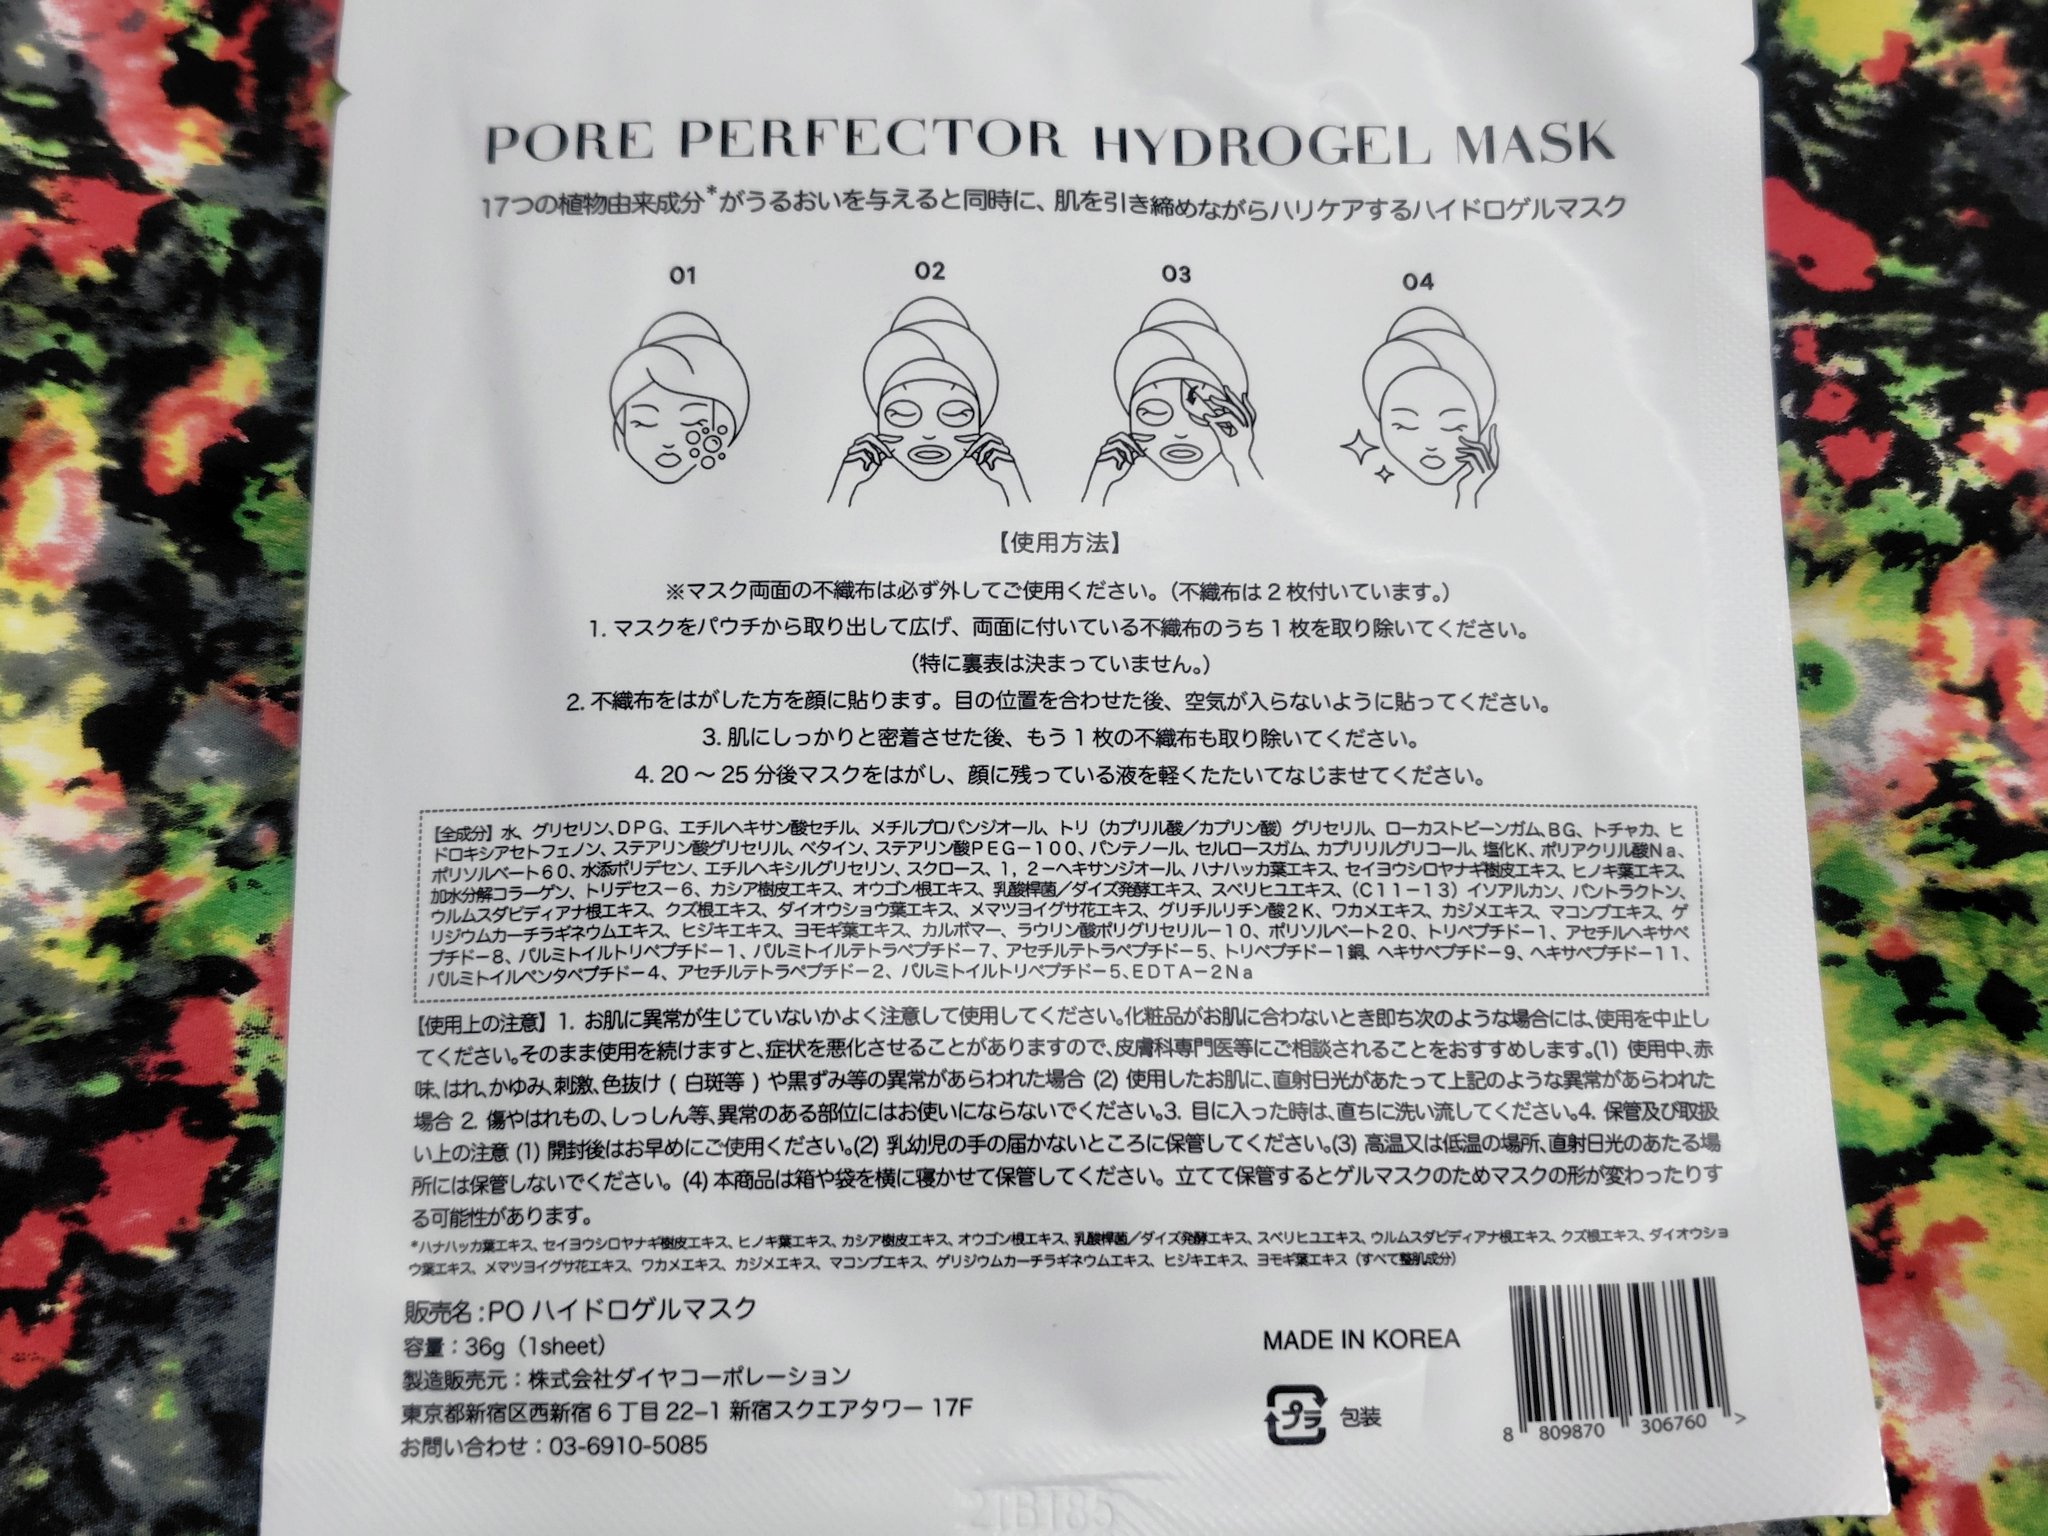 PORE PERFECTOR HYDROGEL MASK
17つの植物由来成分*がうるおいを与えると同時に、肌を引き締めながらハリケアするハイドロゲルマスク
01 02 03 04
【使用方法】
※マスク両面の不織布は必ず外してご使用ください。（不織布は2枚付いています。）
1. マスクをパウチから取り出して広げ、両面に付いている不織布のうち1枚を取り除いてください。
（特に裏表は決まっていません。）
2. 不織布をはがした方を顔に貼ります。目の位置を合わせた後、空気が入らないように貼ってください。
3. 肌にしっかりと密着させた後、もう1枚の不織布も取り除いてください。
4. 20〜25分後マスクをはがし、顔に残っている液を軽くたたいてなじませてください。
【全成分】水、グリセリン、DPG、エチルヘキサン酸セチル、メチルプロパンジオール、トリ（カプリル酸／カプリン酸）グリセリル、ローカストビーンガム、BG、トチャカ、ヒ
ドロキシアセトフェノン、ステアリン酸グリセリル、ベタイン、ステアリン酸PEG－100、パンテノール、セルロースガム、カプリリルグリコール、塩化K、ポリアクリル酸Na、
ポリソルベート60、水添ポリデセン、エチルヘキシルグリセリン、スクロース、1，2－ヘキサンジオール、ハナハッカ葉エキス、セイヨウシロヤナギ樹皮エキス、ヒノキ葉エキス、
加水分解コラーゲン、トリデセス－6、カシア樹皮エキス、オウゴン根エキス、乳酸桿菌／ダイズ発酵エキス、スベリヒユエキス、（C11－13）イソアルカン、パントラクトン、
ウルムスダビディアナ根エキス、クズ根エキス、ダイオウショウ葉エキス、メマツヨイグサ花エキス、グリチルリチン酸2K、ワカメエキス、カジメエキス、マコンブエキス、ゲ
リジウムカーチラギネウムエキス、ヒジキエキス、ヨモギ葉エキス、カルボマー、ラウリン酸ポリグリセリル－10、ポリソルベート20、トリペプチド－1、アセチルヘキサペ
プチド－8、パルミトイルトリペプチド－1、パルミトイルテトラペプチド－7、アセチルテトラペプチド－5、トリペプチド－1銅、ヘキサペプチド－9、ヘキサペプチド－11、
パルミトイルペンタペプチド－4、アセチルテトラペプチド－2、パルミトイルトリペプチド－5、EDTA－2Na
【使用上の注意】1. お肌に異常が生じていないかよく注意して使用してください。化粧品がお肌に合わないとき即ち次のような場合には、使用を中止し
てください。そのまま使用を続けますと、症状を悪化させることがありますので、皮膚科専門医等にご相談されることをおすすめします。(1) 使用中、赤
味、はれ、かゆみ、刺激、色抜け ( 白斑等 ) や黒ずみ等の異常があらわれた場合 (2) 使用したお肌に、直射日光があたって上記のような異常があらわれた
場合 2. 傷やはれもの、しっしん等、異常のある部位にはお使いにならないでください。3. 目に入った時は、直ちに洗い流してください。4. 保管及び取扱
い上の注意 (1) 開封後はお早めにご使用ください。(2) 乳幼児の手の届かないところに保管してください。(3) 高温又は低温の場所、直射日光のあたる場
所には保管しないでください。(4) 本商品は箱や袋を横に寝かせて保管してください。立てて保管するとゲルマスクのためマスクの形が変わったりす
る可能性があります。
*ハナハッカ葉エキス、セイヨウシロヤナギ樹皮エキス、ヒノキ葉エキス、カシア樹皮エキス、オウゴン根エキス、乳酸桿菌／ダイズ発酵エキス、スベリヒユエキス、ウルムスダビディアナ根エキス、クズ根エキス、ダイオウショ
ウ葉エキス、メマツヨイグサ花エキス、ワカメエキス、カジメエキス、マコンブエキス、ゲリジウムカーチラギネウムエキス、ヒジキエキス、ヨモギ葉エキス（すべて整肌成分）
販売名：PO ハイドロゲルマスク
容量：36g（1sheet）
製造販売元：株式会社ダイヤコーポレーション
東京都新宿区西新宿6丁目22−1 新宿スクエアタワー 17F
お問い合わせ：03-6910-5085
MADE IN KOREA
プラ 包装
8 809870 306760 >
21B185